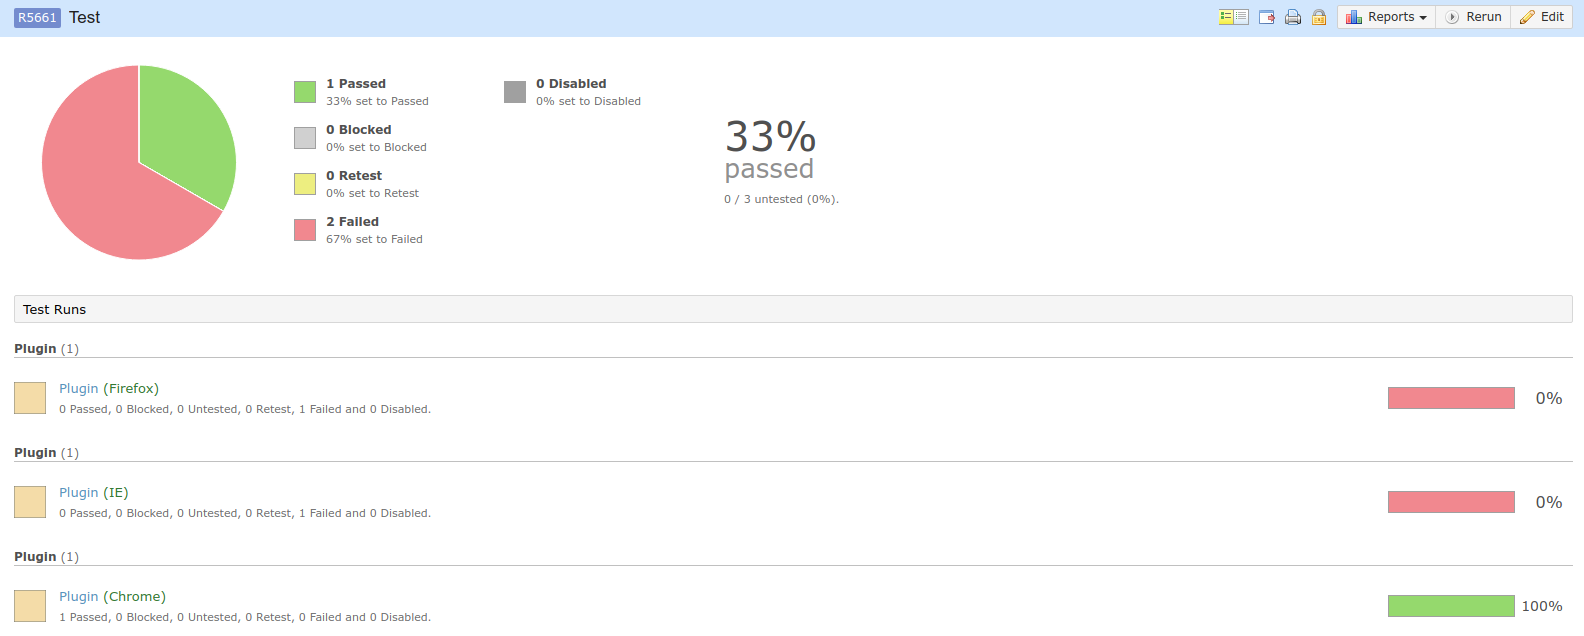 R5661 Test
Reports Rerun Edit
1 Passed
33% set to Passed
0 Blocked
0% set to Blocked
0 Retest
0% set to Retest
2 Failed
67% set to Failed
0 Disabled
0% set to Disabled
33%
passed
0 / 3 untested (0%).
Test Runs
Plugin (1)
Plugin (Firefox)
0 Passed, 0 Blocked, 0 Untested, 0 Retest, 1 Failed and 0 Disabled.
0%
Plugin (1)
Plugin (IE)
0 Passed, 0 Blocked, 0 Untested, 0 Retest, 1 Failed and 0 Disabled.
0%
Plugin (1)
Plugin (Chrome)
1 Passed, 0 Blocked, 0 Untested, 0 Retest, 0 Failed and 0 Disabled.
100%